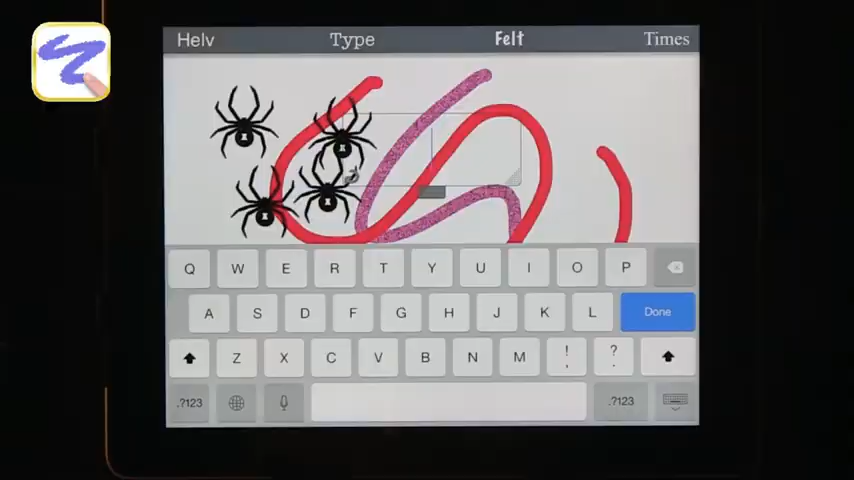 Helv Type Felt Times
Q W E R T Y U I O P
A S D F G H J K L Done
Z X C V B N M ! , ? .
.?123 .?123